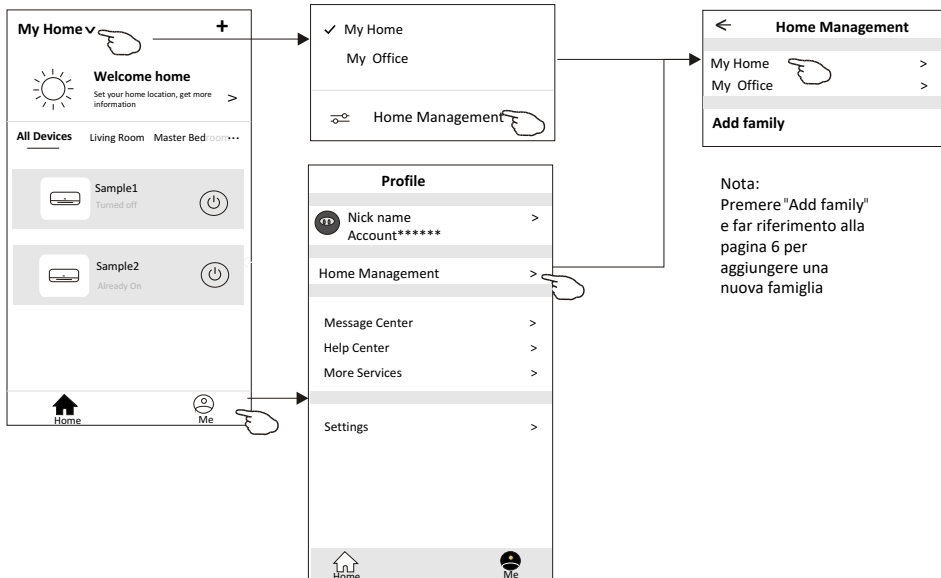 My Home
+
Welcome home
Set your home location, get more
information
>
All Devices Living Room Master Bedroom...
Sample1
Turned off
Sample2
Already On
Home
Me
✓ My Home
My Office
Home Management
Profile
Nick name >
Account******
Home Management >
Message Center >
Help Center >
More Services >
Settings >
Home
Me
Home Management
My Home >
My Office >
Add family
Nota:
Premere "Add family"
e far riferimento alla
pagina 6 per
aggiungere una
nuova famiglia